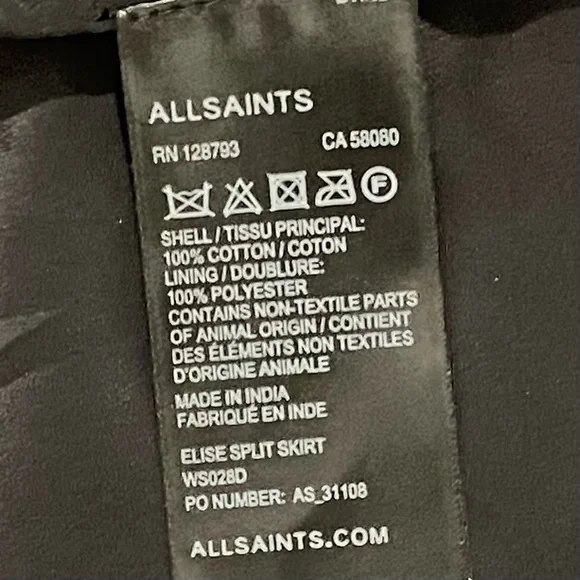 ALLSAINTS
RN 128793 CA 58080
F
SHELL / TISSU PRINCIPAL:
100% COTTON / COTON
LINING / DOUBLURE:
100% POLYESTER
CONTAINS NON-TEXTILE PARTS
OF ANIMAL ORIGIN / CONTIENT
DES ÉLÉMENTS NON TEXTILES
D'ORIGINE ANIMALE
MADE IN INDIA
FABRIQUÉ EN INDE
ELISE SPLIT SKIRT
WS028D
PO NUMBER: AS_31108
ALLSAINTS.COM